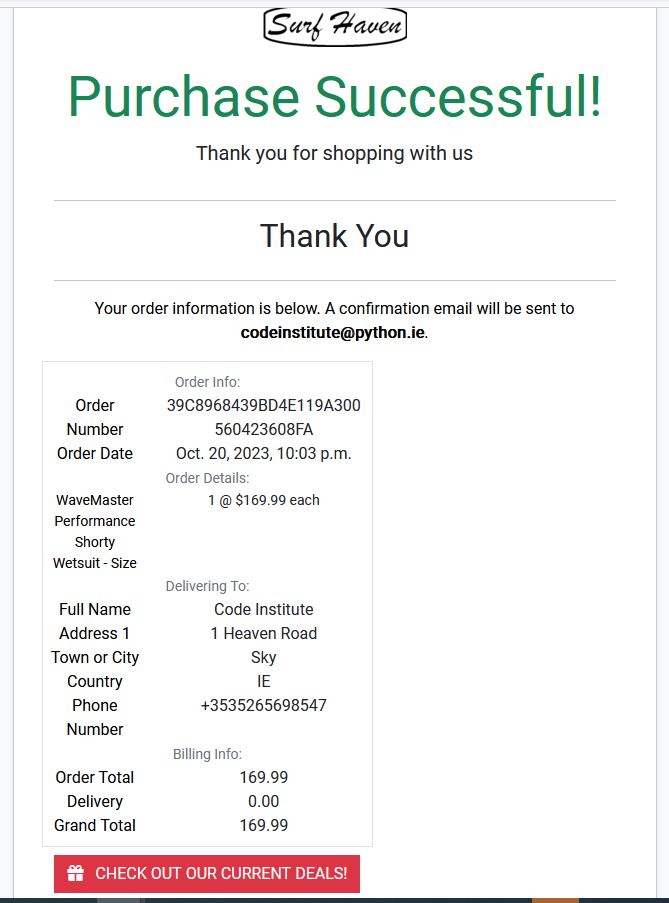 Surf Haven
Purchase Successful!
Thank you for shopping with us
Thank You
Your order information is below. A confirmation email will be sent to
codeinstitute@python.ie.
Order Info:
Order 39C8968439BD4E119A300
Number 560423608FA
Order Date Oct. 20, 2023, 10:03 p.m.
Order Details:
WaveMaster 1 @ $169.99 each
Performance
Shorty
Wetsuit - Size
Delivering To:
Full Name Code Institute
Address 1 1 Heaven Road
Town or City Sky
Country IE
Phone +3535265698547
Number
Billing Info:
Order Total 169.99
Delivery 0.00
Grand Total 169.99
CHECK OUT OUR CURRENT DEALS!